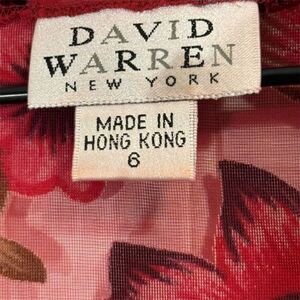 DAVID
WARREN
NEW YORK
MADE IN
HONG KONG
6